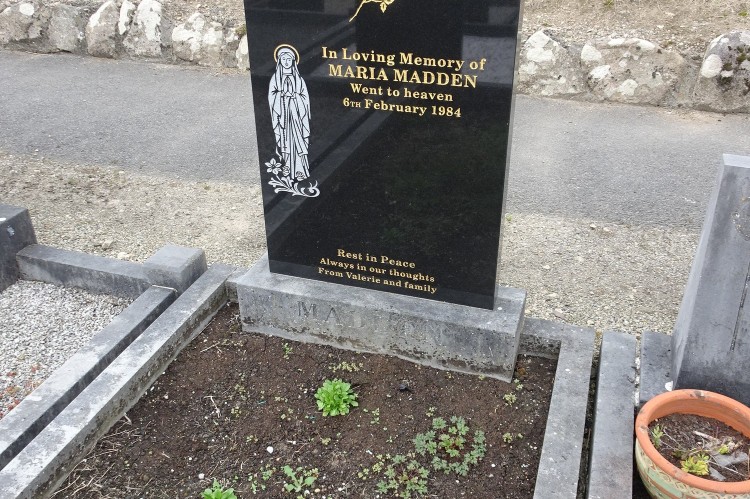 In Loving Memory of
MARIA MADDEN
Went to heaven
6TH February 1984
Rest in Peace
Always in our thoughts
From Valerie and family
MADDEN